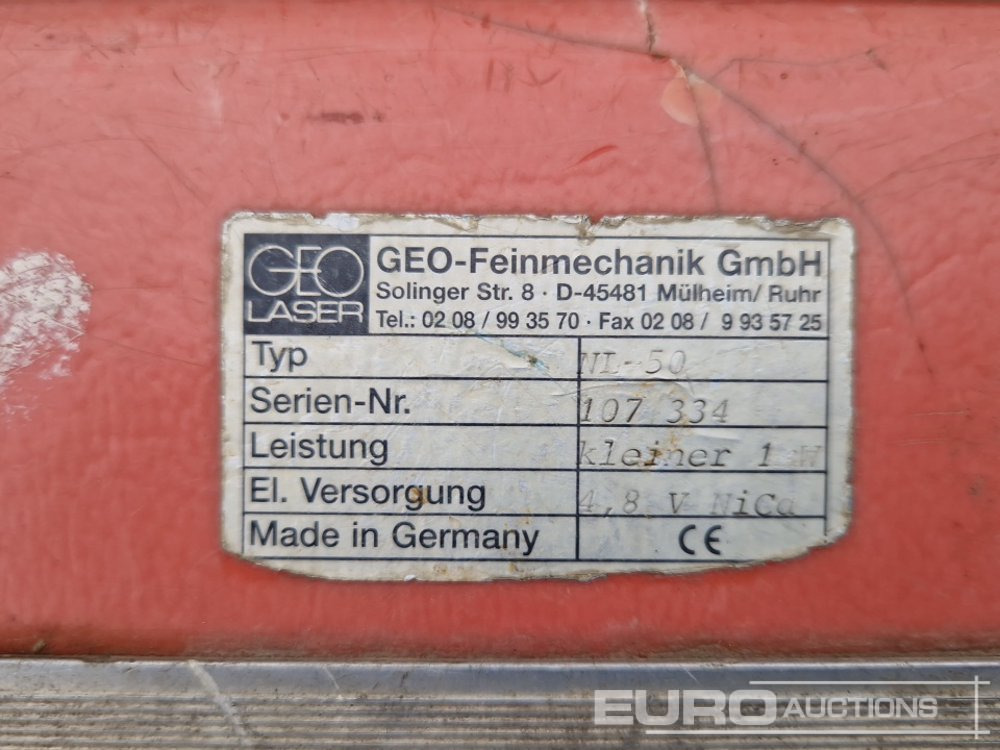 GEO
LASER
GEO-Feinmechanik GmbH
Solinger Str. 8 · D-45481 Mülheim/ Ruhr
Tel.: 02 08 / 99 35 70 · Fax 02 08 / 9 93 57 25
Typ NL-50
Serien-Nr. 107 334
Leistung kleiner 1
El. Versorgung 4,8 V NiCd
Made in Germany CE
EURO AUCTIONS